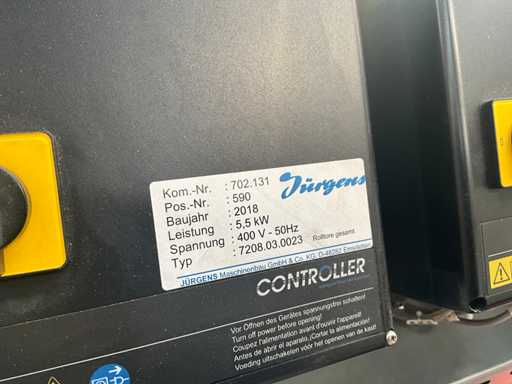 Kom.-Nr. : 702.131 Jürgens
Pos.-Nr. : 590
Baujahr : 2018
Leistung : 5,5 kW
Spannung : 400 V – 50Hz
Typ : 7208.03.0023 Rolltore gesamt
JÜRGENS Maschinenbau GmbH & Co. KG, D-48282 Emsdetten
CONTROLLER
Vor Öffnen des Gerätes spannungsfrei schalten!
Turn off power before opening!
Coupez l'alimentation avant d'ouvrir l'appareil!
Antes de abrir el aparato, ¡Cortar la alimentación!
Voeding uitschakelen vóór het openen van de kast!